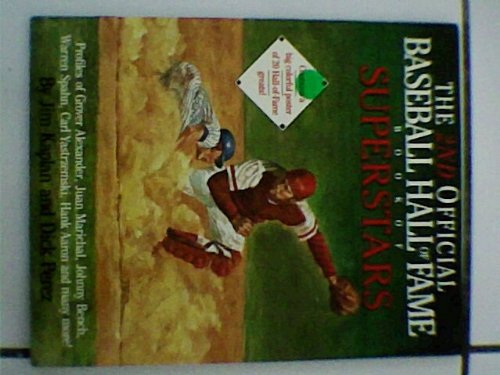 THE 2ND OFFICIAL
BASEBALL HALL OF FAME
BOOK OF
SUPERSTARS
big colorful poster
of 20 Hall-of-Fame
greats!
Profiles of Grover Alexander, Juan Marichal, Johnny Bench,
Warren Spahn, Carl Yastrzemski, Hank Aaron and many more!
By Jim Kaplan and Dick Perez